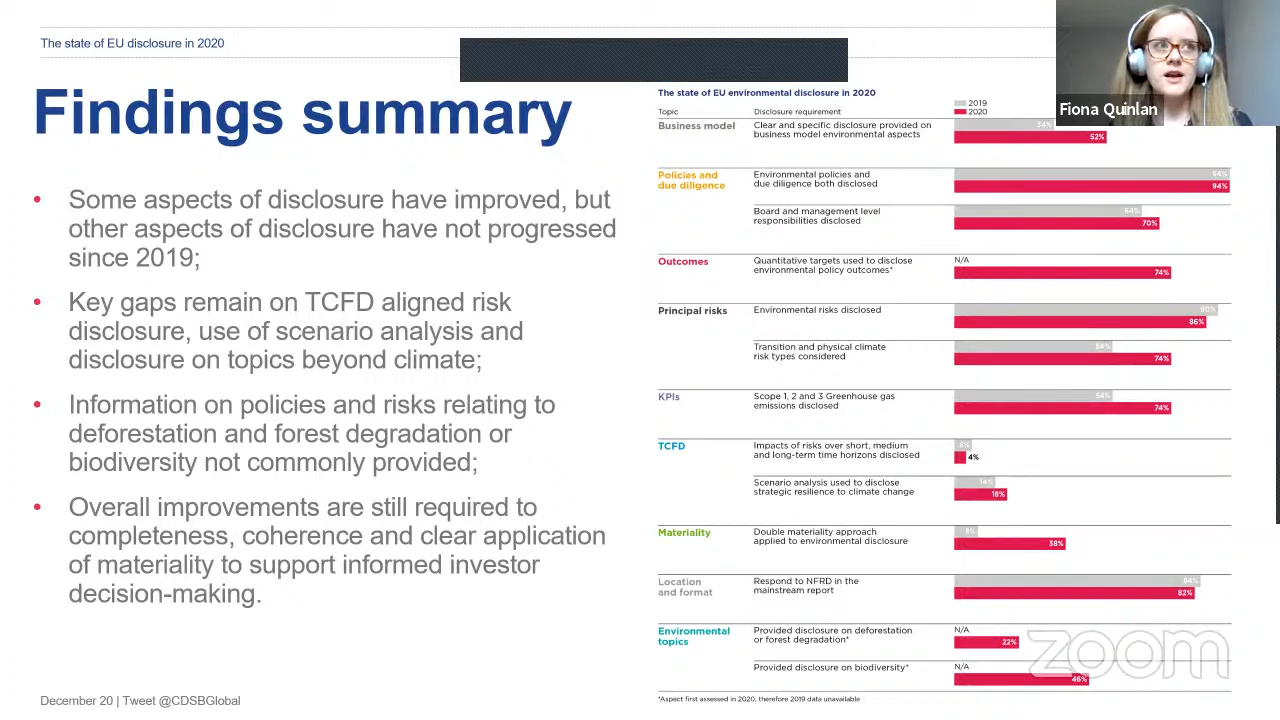 The state of EU disclosure in 2020
Findings summary
• Some aspects of disclosure have improved, but
other aspects of disclosure have not progressed
since 2019;
• Key gaps remain on TCFD aligned risk
disclosure, use of scenario analysis and
disclosure on topics beyond climate;
• Information on policies and risks relating to
deforestation and forest degradation or
biodiversity not commonly provided;
• Overall improvements are still required to
completeness, coherence and clear application
of materiality to support informed investor
decision-making.
December 20 | Tweet @CDSBGlobal
The state of EU environmental disclosure in 2020
2019
Topic Disclosure requirement 2020
Business model Clear and specific disclosure provided on 34%
business model environmental aspects 52%
Policies and Environmental policies and 94%
due diligence due diligence both disclosed 94%
Board and management level 64%
responsibilities disclosed 70%
Outcomes Quantitative targets used to disclose N/A
environmental policy outcomes* 74%
Principal risks Environmental risks disclosed 90%
86%
Transition and physical climate 54%
risk types considered 74%
KPIs Scope 1, 2 and 3 Greenhouse gas 54%
emissions disclosed 74%
TCFD Impacts of risks over short, medium 6%
and long-term time horizons disclosed 4%
Scenario analysis used to disclose 14%
strategic resilience to climate change 18%
Materiality Double materiality approach 8%
applied to environmental disclosure 38%
Location Respond to NFRD in the 84%
and format mainstream report 82%
Environmental Provided disclosure on deforestation N/A
topics or forest degradation* 22%
Provided disclosure on biodiversity* N/A
46%
*Aspect first assessed in 2020, therefore 2019 data unavailable
Fiona Quinlan
zoom